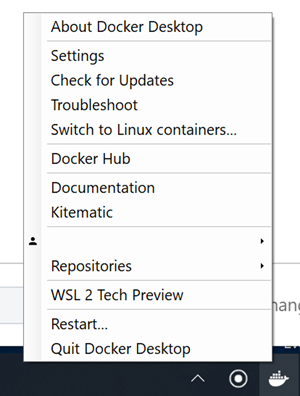 About Docker Desktop
Settings
Check for Updates
Troubleshoot
Switch to Linux containers...
Docker Hub
Documentation
Kitematic
Repositories
WSL 2 Tech Preview
Restart...
Quit Docker Desktop